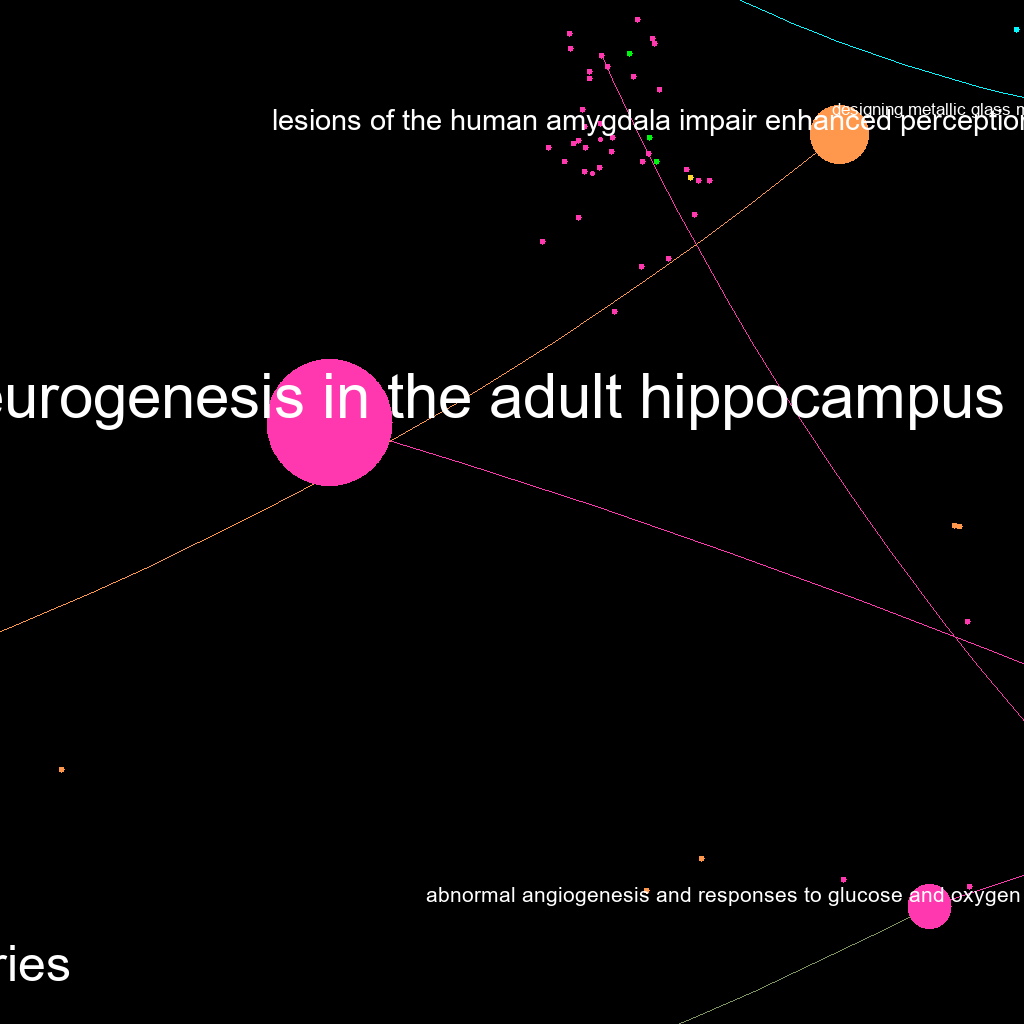 designing metallic glass
lesions of the human amygdala impair enhanced perception
eurogenesis in the adult hippocampus
abnormal angiogenesis and responses to glucose and oxygen
ries